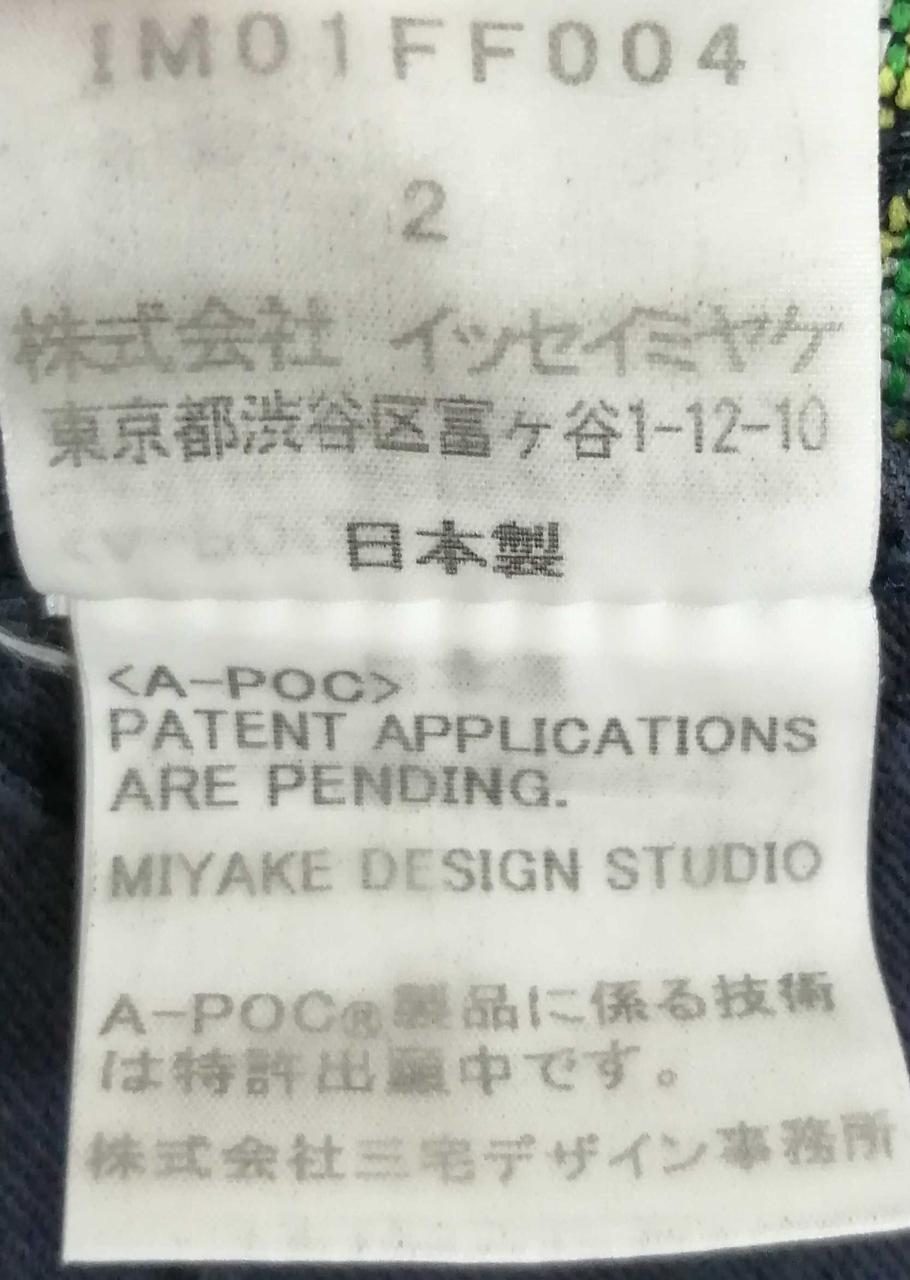 IM01FF004
2
株式会社 イッセイミヤケ
東京都渋谷区富ヶ谷1-12-10
日本製
<A-POC>
PATENT APPLICATIONS
ARE PENDING.
MIYAKE DESIGN STUDIO
A-POC®製品に係る技術
は特許出願中です。
株式会社三宅デザイン事務所